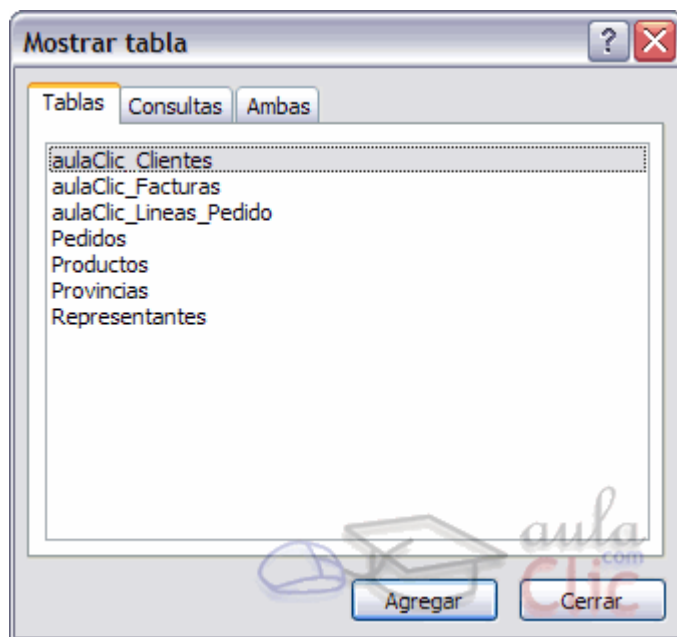 Mostrar tabla
?
Tablas Consultas Ambas
aulaClic_Clientes
aulaClic_Facturas
aulaClic_Lineas_Pedido
Pedidos
Productos
Provincias
Representantes
aula
.com
Clic
Agregar Cerrar